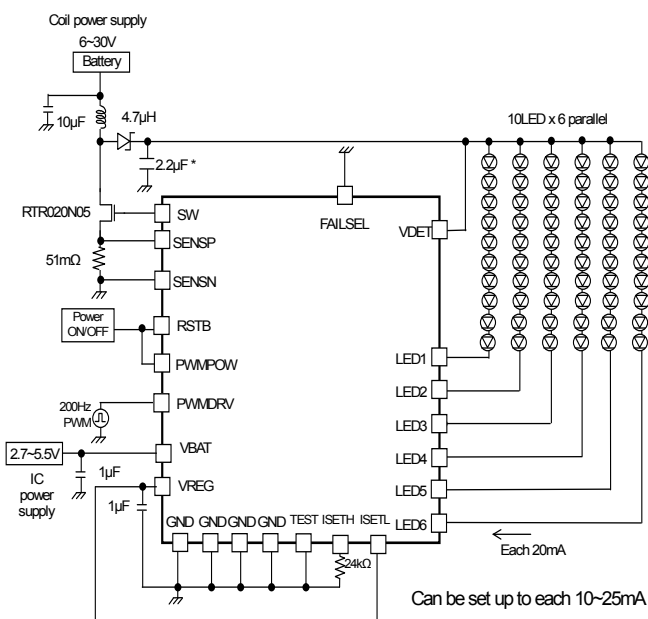 Coil power supply
6~30V
Battery
10µF
4.7µH
10LED x 6 parallel
2.2µF *
RTR020N05
SW
FAILSEL
VDET
SENSP
51mΩ
SENSN
Power
ON/OFF
RSTB
PWMPOW
LED1
LED2
200Hz
PWM
PWMDRV
LED3
2.7~5.5V
VBAT
LED4
1µF
IC
power
supply
VREG
LED5
1µF
GND
GND
GND
GND
TEST
ISETH
ISETL
LED6
Each 20mA
24kΩ
Can be set up to each 10~25mA